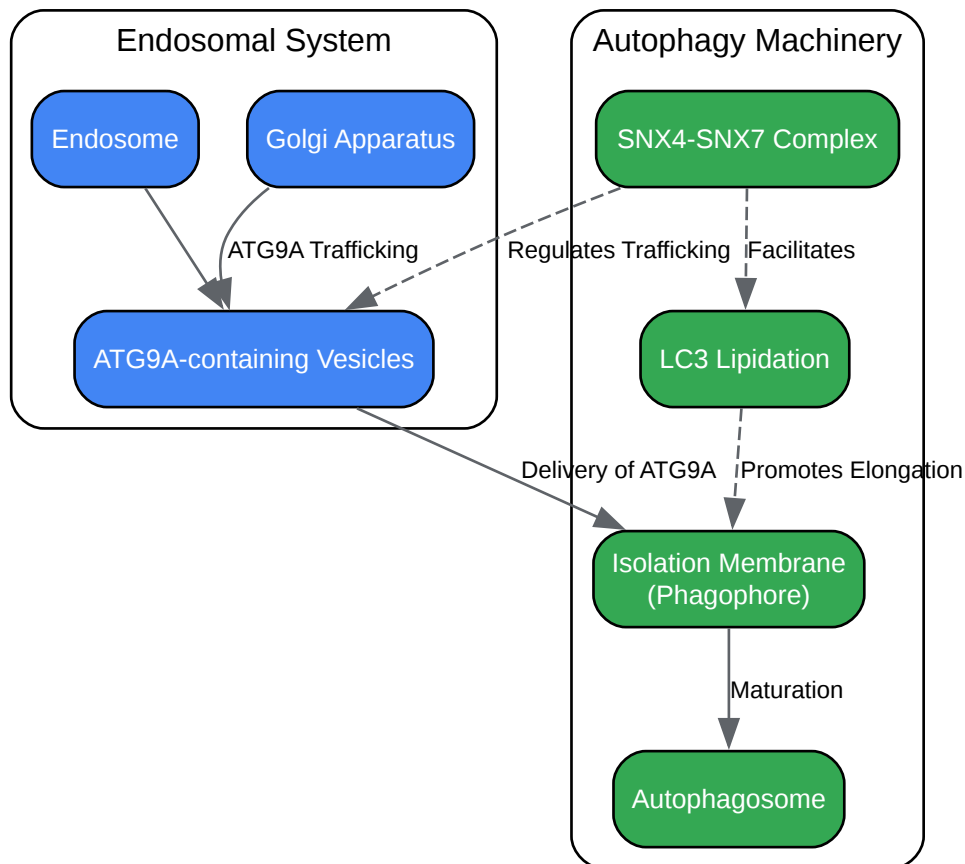 Endosomal System
Autophagy Machinery
Endosome
Golgi Apparatus
SNX4-SNX7 Complex
ATG9A Trafficking
Regulates Trafficking
Facilitates
ATG9A-containing Vesicles
LC3 Lipidation
Delivery of ATG9A
Promotes Elongation
Isolation Membrane
(Phagophore)
Maturation
Autophagosome